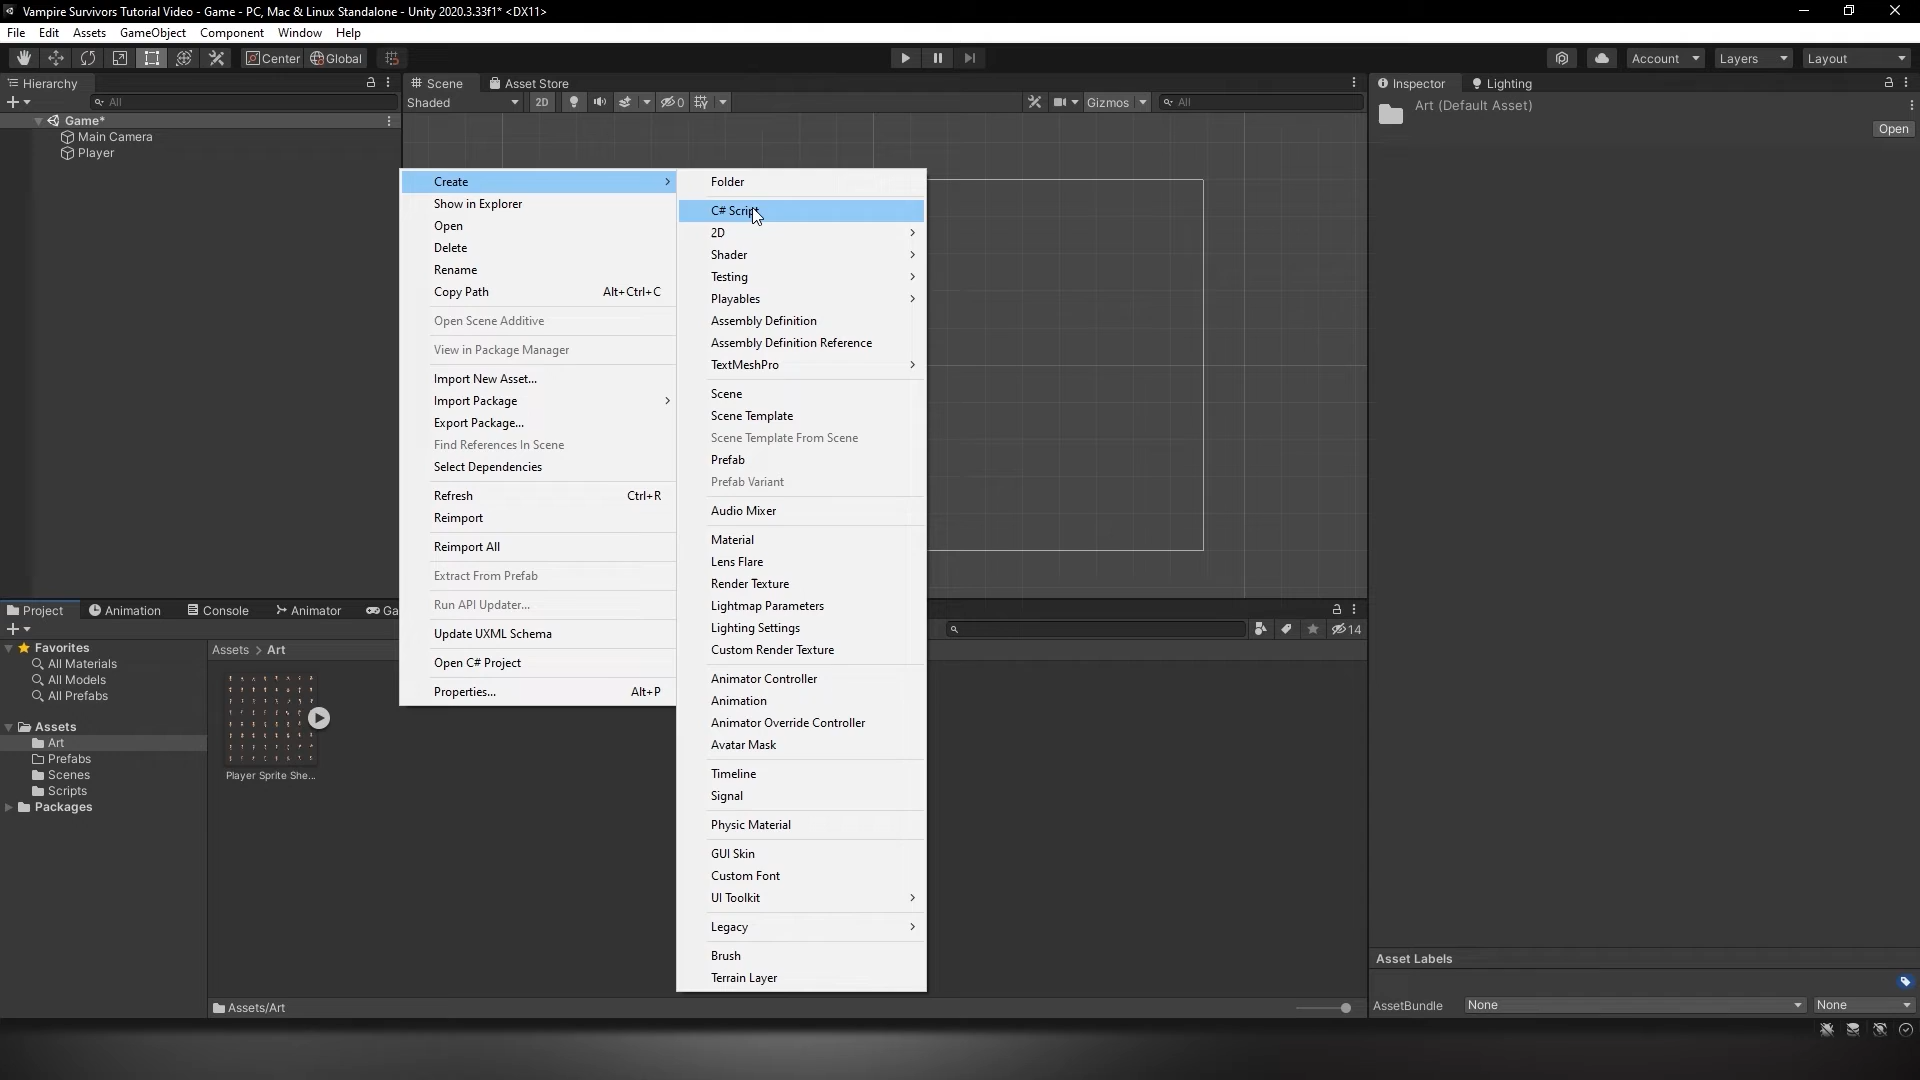 Vampire Survivors Tutorial Video - Game - PC, Mac & Linux Standalone - Unity 2020.3.33f1* <DX11>
File Edit Assets GameObject Component Window Help
Center Global Account Layers Layout
Hierarchy Scene Asset Store Inspector Lighting
All Shaded 2D 0 Gizmos All
Art (Default Asset)
Open
Game*
Main Camera
Player
Create
Show in Explorer
Open
Delete
Rename
Copy Path Alt+Ctrl+C
Open Scene Additive
View in Package Manager
Import New Asset...
Import Package
Export Package...
Find References In Scene
Select Dependencies
Refresh Ctrl+R
Reimport
Reimport All
Extract From Prefab
Run API Updater...
Update UXML Schema
Open C# Project
Properties... Alt+P
Folder
C# Script
2D
Shader
Testing
Playables
Assembly Definition
Assembly Definition Reference
TextMeshPro
Scene
Scene Template
Scene Template From Scene
Prefab
Prefab Variant
Audio Mixer
Material
Lens Flare
Render Texture
Lightmap Parameters
Lighting Settings
Custom Render Texture
Animator Controller
Animation
Animator Override Controller
Avatar Mask
Timeline
Signal
Physic Material
GUI Skin
Custom Font
UI Toolkit
Legacy
Brush
Terrain Layer
Project Animation Console Animator Ga
14
Favorites
All Materials
All Models
All Prefabs
Assets
Art
Prefabs
Scenes
Scripts
Packages
Assets > Art
Player Sprite She...
Assets/Art
Asset Labels
AssetBundle None None